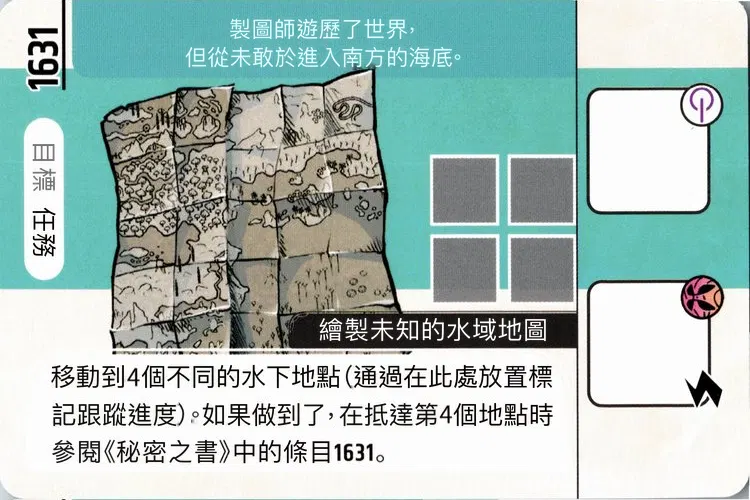 1631
製圖師遊歷了世界,
但從未敢於進入南方的海底。
目標 任務
繪製未知的水域地圖
移動到4個不同的水下地點(通過在此處放置標
記跟蹤進度)。如果做到了,在抵達第4個地點時
參閱《秘密之書》中的條目1631。